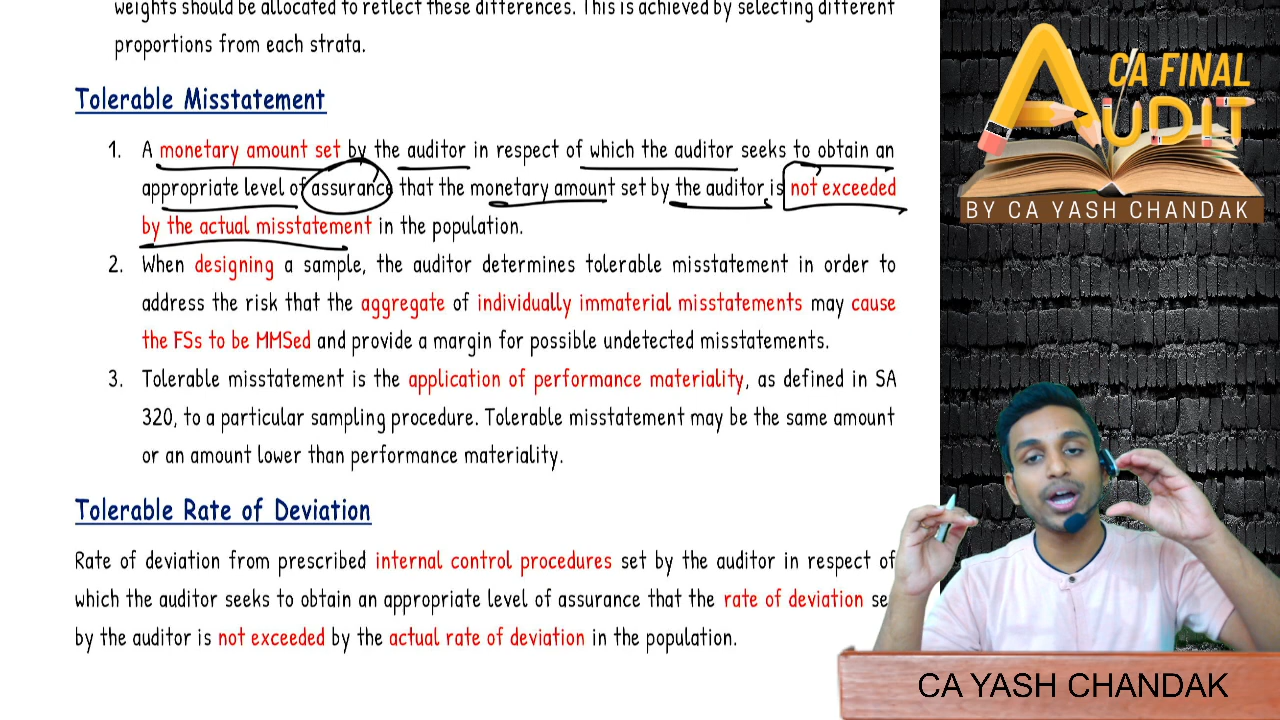 weights should be allocated to reflect these differences. This is achieved by selecting different
proportions from each strata.
Tolerable Misstatement
1. A monetary amount set by the auditor in respect of which the auditor seeks to obtain an
appropriate level of assurance that the monetary amount set by the auditor is not exceeded
by the actual misstatement in the population.
2. When designing a sample, the auditor determines tolerable misstatement in order to
address the risk that the aggregate of individually immaterial misstatements may cause
the FSs to be MMSed and provide a margin for possible undetected misstatements.
3. Tolerable misstatement is the application of performance materiality, as defined in SA
320, to a particular sampling procedure. Tolerable misstatement may be the same amount
or an amount lower than performance materiality.
Tolerable Rate of Deviation
Rate of deviation from prescribed internal control procedures set by the auditor in respect of
which the auditor seeks to obtain an appropriate level of assurance that the rate of deviation se
by the auditor is not exceeded by the actual rate of deviation in the population.
CA FINAL
AUDIT
BY CA YASH CHANDAK
CA YASH CHANDAK